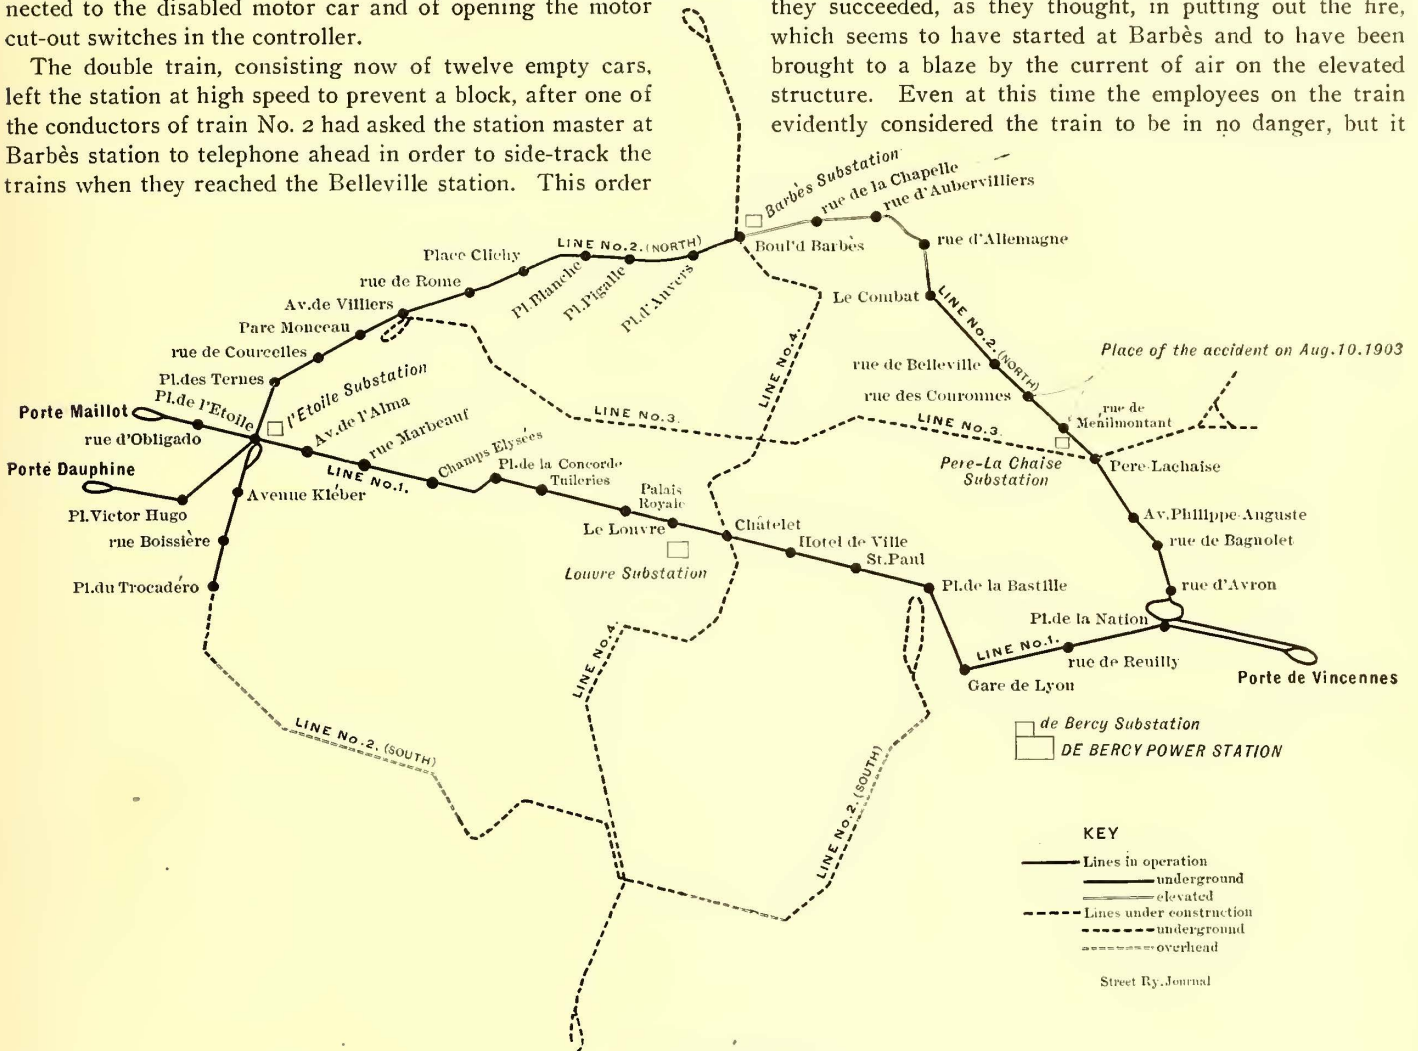 nected to the disabled motor car and of opening the motor
cut-out switches in the controller.
The double train, consisting now of twelve empty cars,
left the station at high speed to prevent a block, after one of
the conductors of train No. 2 had asked the station master at
Barbès station to telephone ahead in order to side-track the
trains when they reached the Belleville station. This order
they succeeded, as they thought, in putting out the fire,
which seems to have started at Barbès and to have been
brought to a blaze by the current of air on the elevated
structure. Even at this time the employees on the train
evidently considered the train to be in no danger, but it
Barbès Substation
rue de la Chapelle
rue d'Aubervilliers
rue d'Allemagne
Boul'd Barbès
LINE No.2. (NORTH)
Place Clichy
Pl.Blanche
Pl.Pigalle
Pl.d'Anvers
rue de Rome
Av.de Villiers
Parc Monceau
rue de Courcelles
Pl.des Ternes
Pl.de l'Etoile
l'Etoile Substation
Porte Maillot
rue d'Obligado
Porte Dauphine
Pl.Victor Hugo
Avenue Kléber
rue Boissière
Pl.du Trocadéro
Av.de l'Alma
rue Marbeuf
LINE No.1.
Champs Elysées
Pl.de la Concorde
Tuileries
Palais
Royale
Le Louvre
Louvre Substation
Châtelet
Hotel de Ville
St.Paul
Pl.de la Bastille
Gare de Lyon
LINE No.1.
rue de Reuilly
Pl.de la Nation
Porte de Vincennes
Le Combat
LINE No.2. (NORTH)
rue de Belleville
rue des Couronnes
Place of the accident on Aug.10.1903
rue de
Menilmontant
Pere-La Chaise
Substation
Pere-Lachaise
Av.Philippe-Auguste
rue de Bagnolet
rue d'Avron
LINE No.3.
LINE No.3.
LINE No.4.
LINE No.4.
LINE No.2. (SOUTH)
LINE No.2. (SOUTH)
de Bercy Substation
DE BERCY POWER STATION
KEY
Lines in operation
underground
elevated
Lines under construction
underground
overhead
Street Ry. Journal